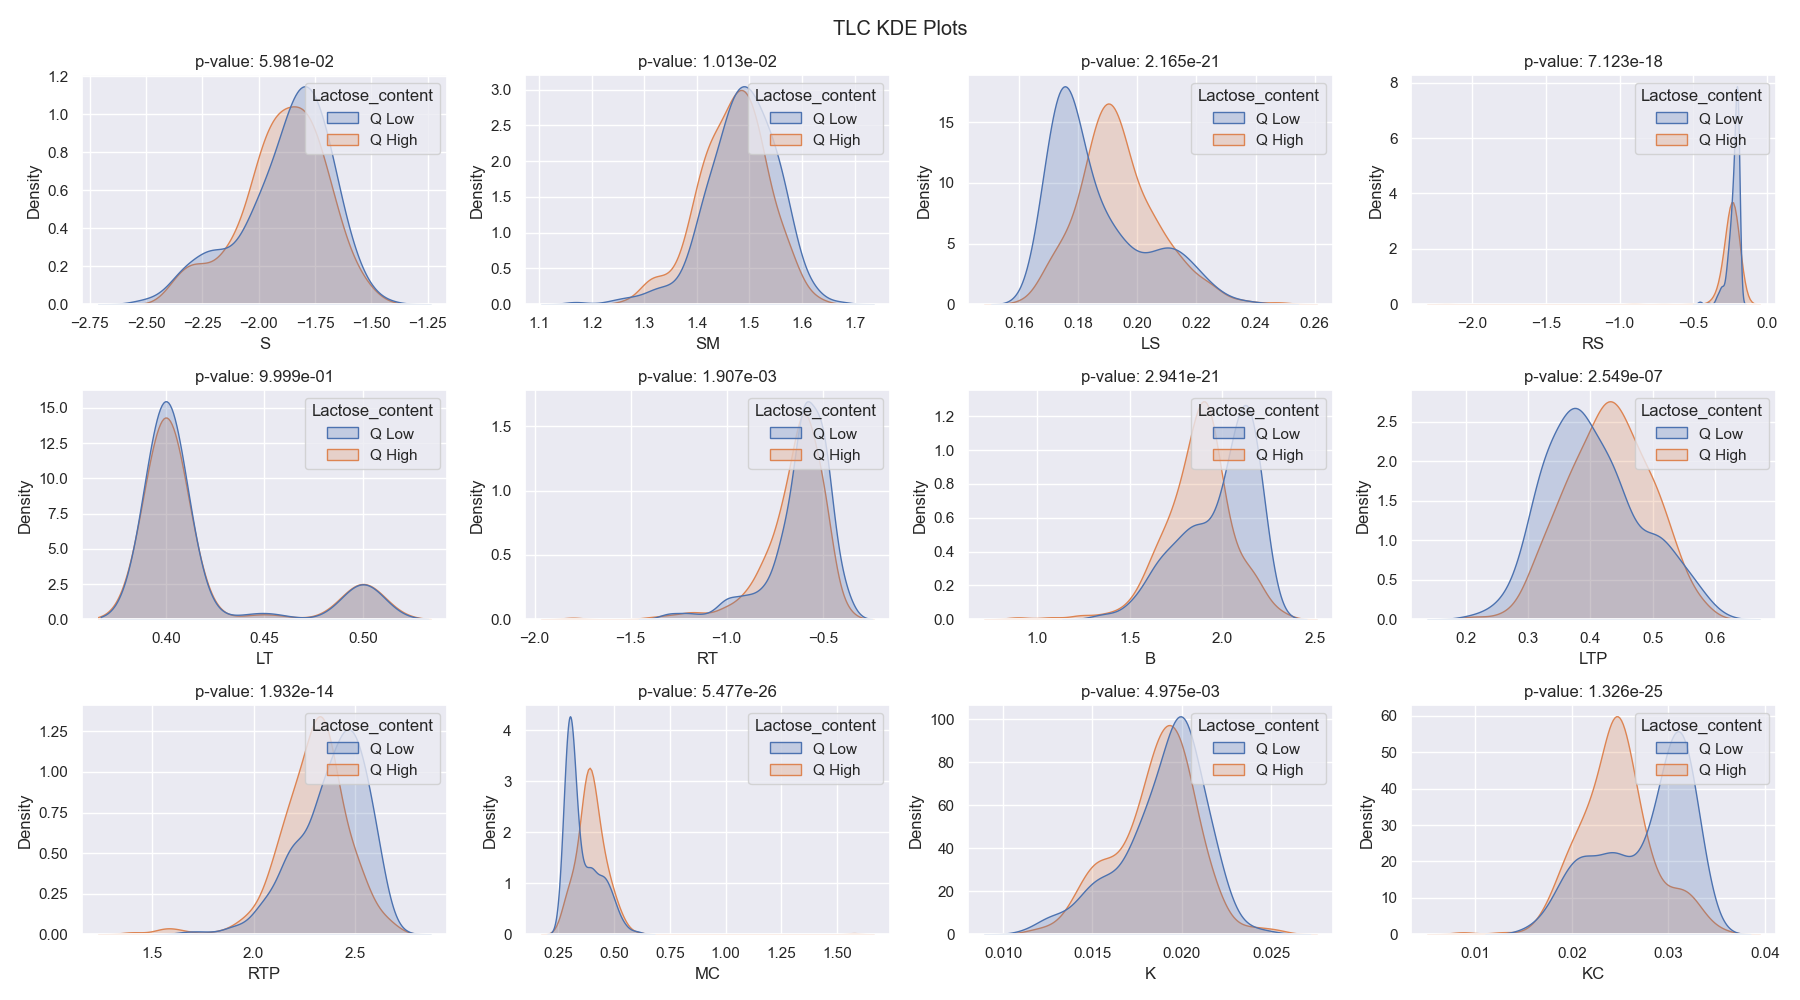 TLC KDE Plots
p-value: 5.981e-02
Density
1.2
1.0
0.8
0.6
0.4
0.2
0.0
Lactose_content
Q Low
Q High
−2.75 −2.50 −2.25 −2.00 −1.75 −1.50 −1.25
S
p-value: 1.013e-02
Density
3.0
2.5
2.0
1.5
1.0
0.5
0.0
Lactose_content
Q Low
Q High
1.1 1.2 1.3 1.4 1.5 1.6 1.7
SM
p-value: 2.165e-21
Density
15
10
5
0
Lactose_content
Q Low
Q High
0.16 0.18 0.20 0.22 0.24 0.26
LS
p-value: 7.123e-18
Density
8
6
4
2
0
Lactose_content
Q Low
Q High
−2.0 −1.5 −1.0 −0.5 0.0
RS
p-value: 9.999e-01
Density
15.0
12.5
10.0
7.5
5.0
2.5
0.0
Lactose_content
Q Low
Q High
0.40 0.45 0.50
LT
p-value: 1.907e-03
Density
1.5
1.0
0.5
0.0
Lactose_content
Q Low
Q High
−2.0 −1.5 −1.0 −0.5
RT
p-value: 2.941e-21
Density
1.2
1.0
0.8
0.6
0.4
0.2
0.0
Lactose_content
Q Low
Q High
1.0 1.5 2.0 2.5
B
p-value: 2.549e-07
Density
2.5
2.0
1.5
1.0
0.5
0.0
Lactose_content
Q Low
Q High
0.2 0.3 0.4 0.5 0.6
LTP
p-value: 1.932e-14
Density
1.25
1.00
0.75
0.50
0.25
0.00
Lactose_content
Q Low
Q High
1.5 2.0 2.5
RTP
p-value: 5.477e-26
Density
4
3
2
1
0
Lactose_content
Q Low
Q High
0.25 0.50 0.75 1.00 1.25 1.50
MC
p-value: 4.975e-03
Density
100
80
60
40
20
0
Lactose_content
Q Low
Q High
0.010 0.015 0.020 0.025
K
p-value: 1.326e-25
Density
60
50
40
30
20
10
0
Lactose_content
Q Low
Q High
0.01 0.02 0.03 0.04
KC